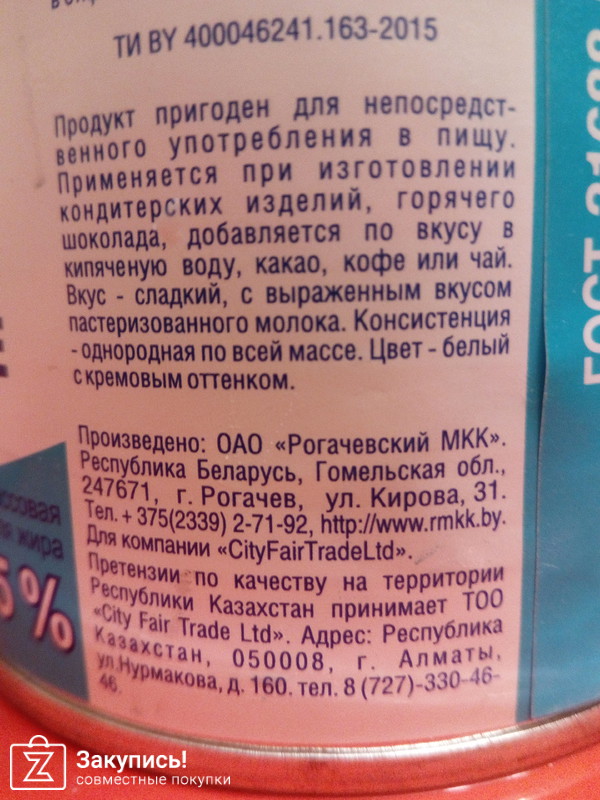 ТИ BY 400046241.163-2015
Продукт пригоден для непосредст-
венного употребления в пищу.
Применяется при изготовлении
кондитерских изделий, горячего
шоколада, добавляется по вкусу в
кипяченую воду, какао, кофе или чай.
Вкус - сладкий, с выраженным вкусом
пастеризованного молока. Консистенция
- однородная по всей массе. Цвет - белый
с кремовым оттенком.
Произведено: ОАО «Рогачевский МКК».
Республика Беларусь, Гомельская обл.,
247671, г. Рогачев, ул. Кирова, 31.
Тел. + 375(2339) 2-71-92, http://www.rmkk.by.
Для компании «CityFairTradeLtd».
Претензии по качеству на территории
Республики Казахстан принимает ТОО
«City Fair Trade Ltd». Адрес: Республика
Казахстан, 050008, г. Алматы,
ул.Нурмакова, д. 160. тел. 8 (727)-330-46-
46.
жира
5%
ГОСТ
Закупись!
совместные покупки